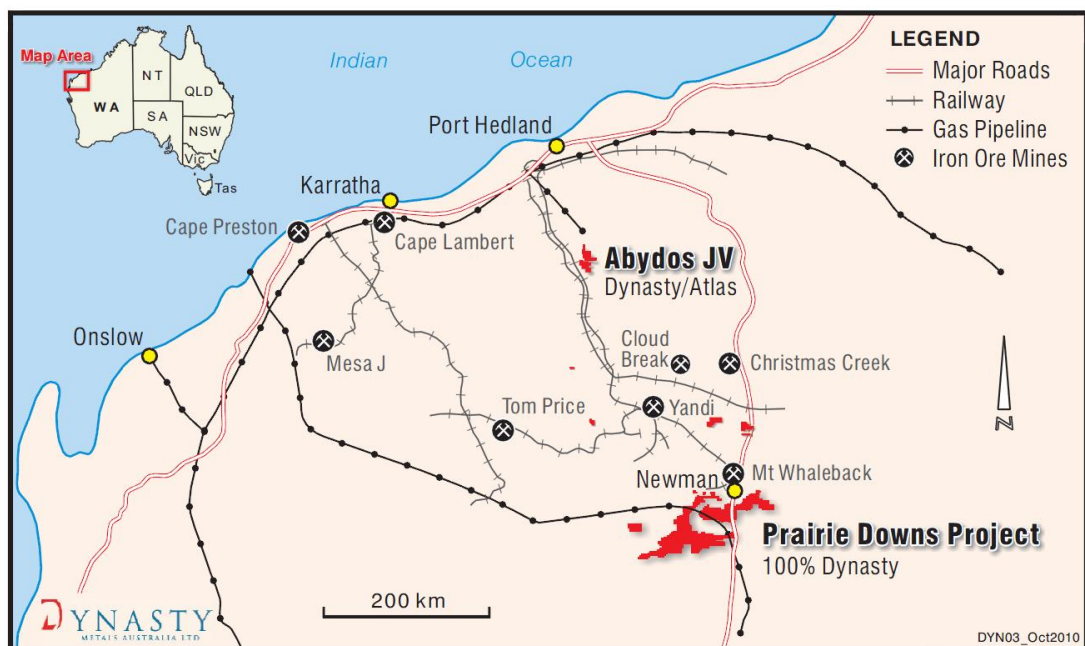 Map Area
NT
WA
QLD
SA
NSW
Vic
Tas
Indian Ocean
LEGEND
Major Roads
Railway
Gas Pipeline
Iron Ore Mines
Port Hedland
Karratha
Cape Preston
Cape Lambert
Abydos JV
Dynasty/Atlas
Onslow
Mesa J
Cloud
Break
Christmas Creek
Tom Price
Yandi
N
Newman
Mt Whaleback
Prairie Downs Project
100% Dynasty
200 km
DYNASTY
METALS AUSTRALIA LTD
DYN03_Oct2010